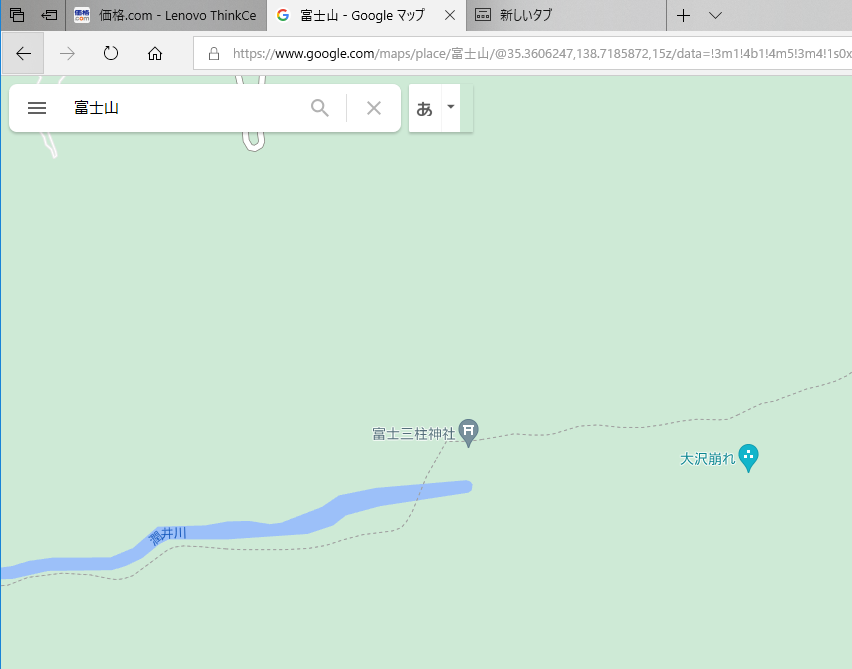 価格.com - Lenovo ThinkCe
富士山 - Google マップ
新しいタブ
https://www.google.com/maps/place/富士山/@35.3606247,138.7185872,15z/data=!3m1!4b1!4m5!3m4!1s0x
富士山
あ
富士三柱神社
大沢崩れ
潤井川